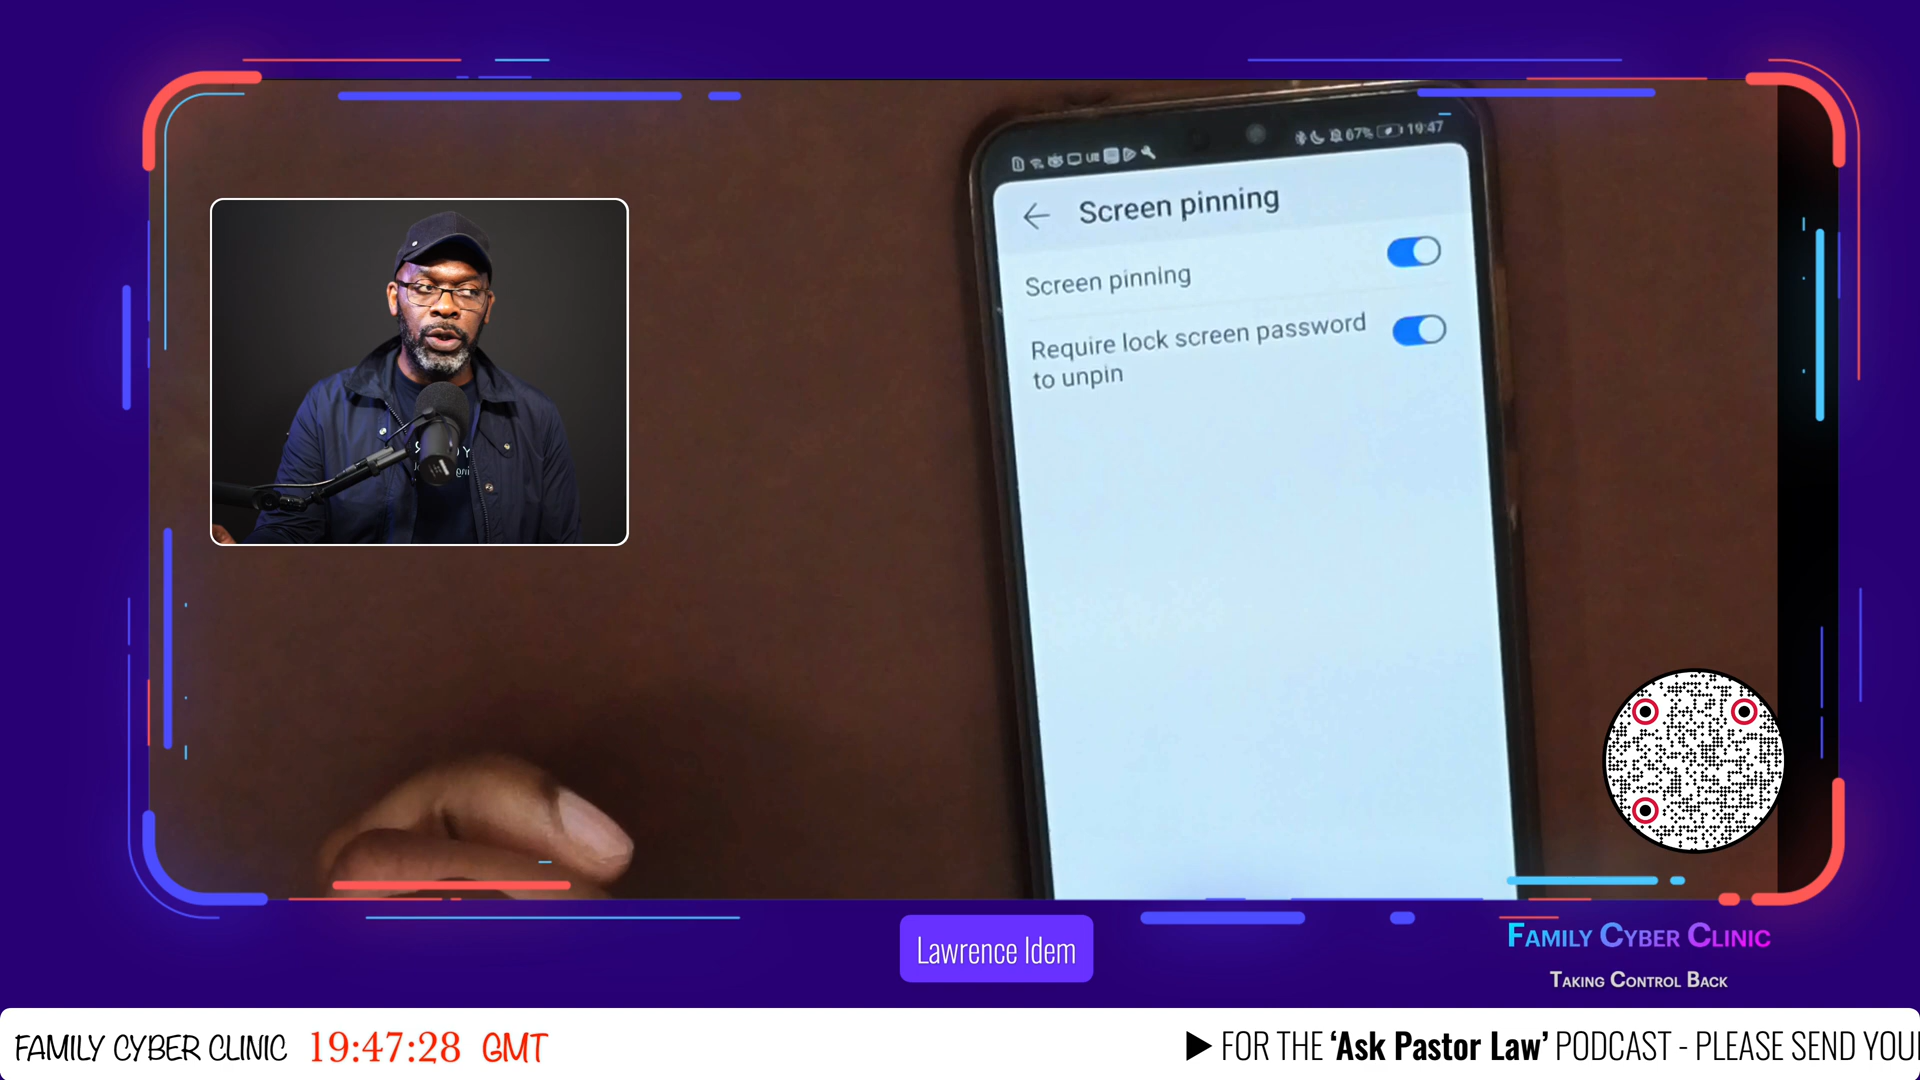 67% 19:47
Screen pinning
Screen pinning
Require lock screen password
to unpin
Lawrence Idem
FAMILY CYBER CLINIC
TAKING CONTROL BACK
FAMILY CYBER CLINIC 19:47:28 GMT
FOR THE ‘Ask Pastor Law’ PODCAST - PLEASE SEND